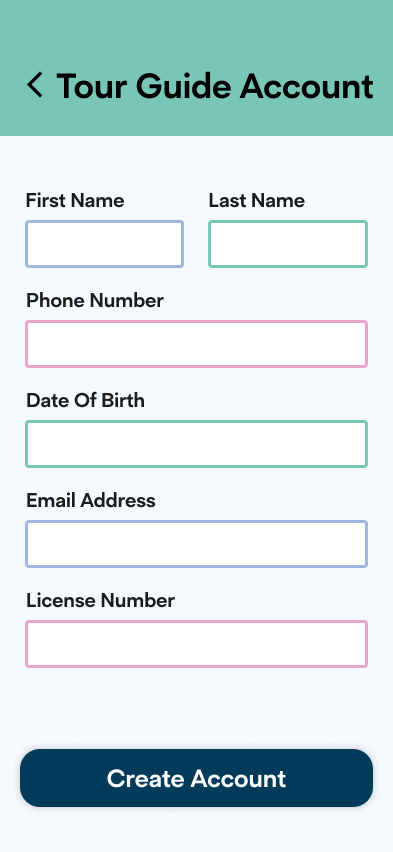 Tour Guide Account
First Name
Last Name
Phone Number
Date Of Birth
Email Address
License Number
Create Account